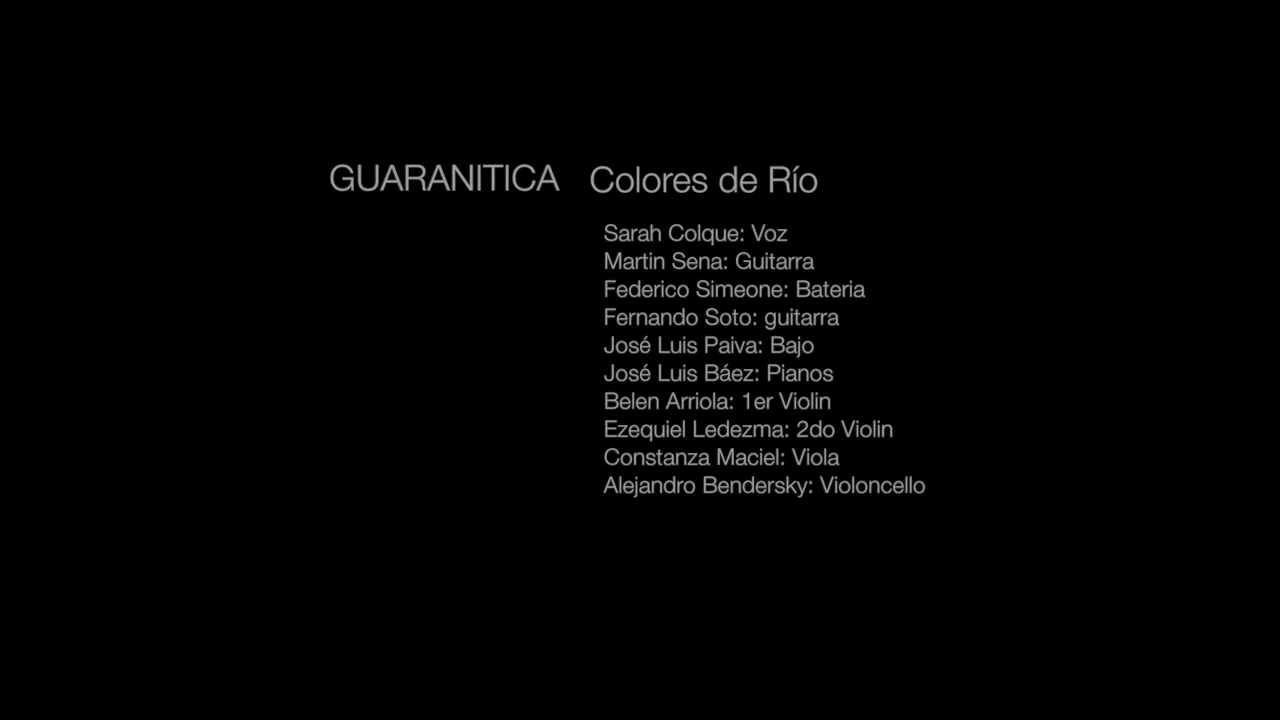 GUARANITICA Colores de Río
Sarah Colque: Voz
Martin Sena: Guitarra
Federico Simeone: Bateria
Fernando Soto: guitarra
José Luis Paiva: Bajo
José Luis Báez: Pianos
Belen Arriola: 1er Violin
Ezequiel Ledezma: 2do Violin
Constanza Maciel: Viola
Alejandro Bendersky: Violoncello